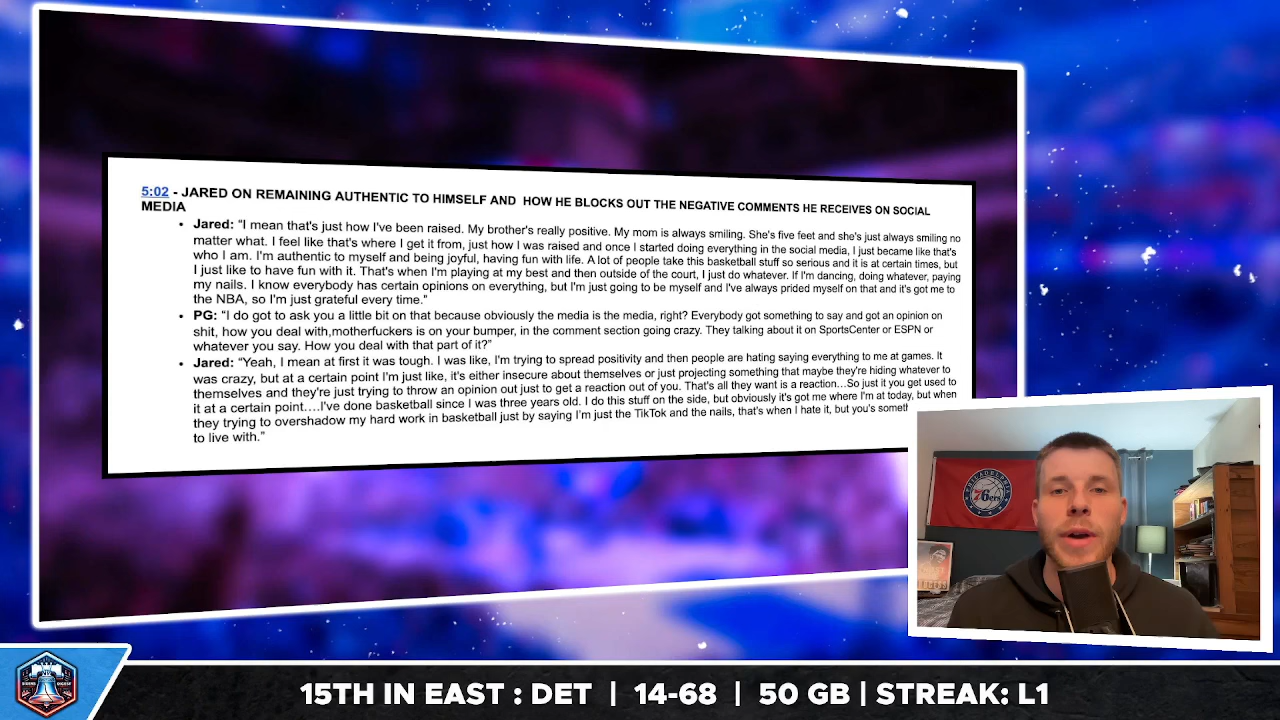 5:02 - JARED ON REMAINING AUTHENTIC TO HIMSELF AND HOW HE BLOCKS OUT THE NEGATIVE COMMENTS HE RECEIVES ON SOCIAL
MEDIA
• Jared: "I mean that's just how I've been raised. My brother's really positive. My mom is always smiling. She's five feet and she's just always smiling no
matter what. I feel like that's where I get it from, just how I was raised and once I started doing everything in the social media, I just became like that's
who I am. I'm authentic to myself and being joyful, having fun with life. A lot of people take this basketball stuff so serious and it is at certain times, but
I just like to have fun with it. That's when I'm playing at my best and then outside of the court, I just do whatever. If I'm dancing, doing whatever, paying
my nails. I know everybody has certain opinions on everything, but I'm just going to be myself and I've always prided myself on that and it's got me to
the NBA, so I'm just grateful every time."
• PG: "I do got to ask you a little bit on that because obviously the media is the media, right? Everybody got something to say and got an opinion on
shit, how you deal with,motherfuckers is on your bumper, in the comment section going crazy. They talking about it on SportsCenter or ESPN or
whatever you say. How you deal with that part of it?"
• Jared: "Yeah, I mean at first it was tough. I was like, I'm trying to spread positivity and then people are hating saying everything to me at games. It
was crazy, but at a certain point I'm just like, it's either insecure about themselves or just projecting something that maybe they're hiding whatever to
themselves and they're just trying to throw an opinion out just to get a reaction out of you. That's all they want is a reaction…So just it you get used to
it at a certain point….I've done basketball since I was three years old. I do this stuff on the side, but obviously it's got me where I'm at today, but when
they trying to overshadow my hard work in basketball just by saying I'm just the TikTok and the nails, that's when I hate it, but you's
to live with."
PHILADELPHIA
76ers
15TH IN EAST : DET | 14-68 | 50 GB | STREAK: L1